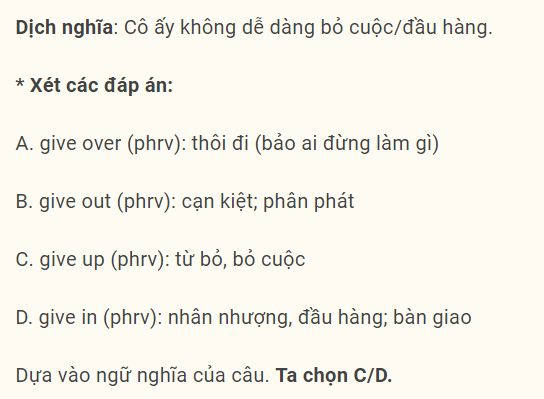 Dịch nghĩa: Cô ấy không dễ dàng bỏ cuộc/đầu hàng.
* Xét các đáp án:
A. give over (phrv): thôi đi (bảo ai đừng làm gì)
B. give out (phrv): cạn kiệt; phân phát
C. give up (phrv): từ bỏ, bỏ cuộc
D. give in (phrv): nhân nhượng, đầu hàng; bàn giao
Dựa vào ngữ nghĩa của câu. Ta chọn C/D.